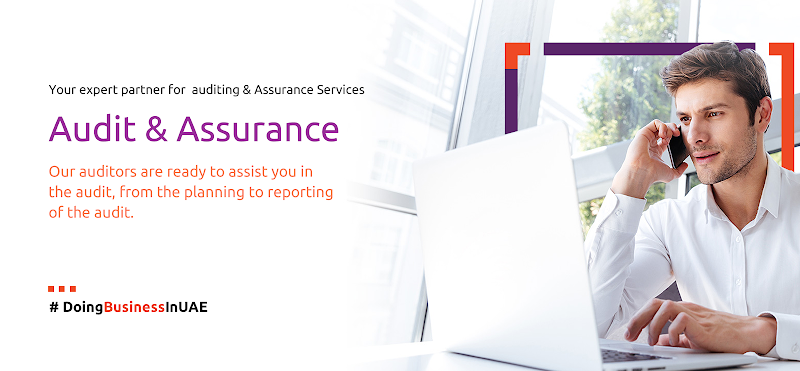 Your expert partner for  auditing & Assurance Services
Audit & Assurance
Our auditors are ready to assist you in
the audit, from the planning to reporting
of the audit.
# DoingBusinessInUAE